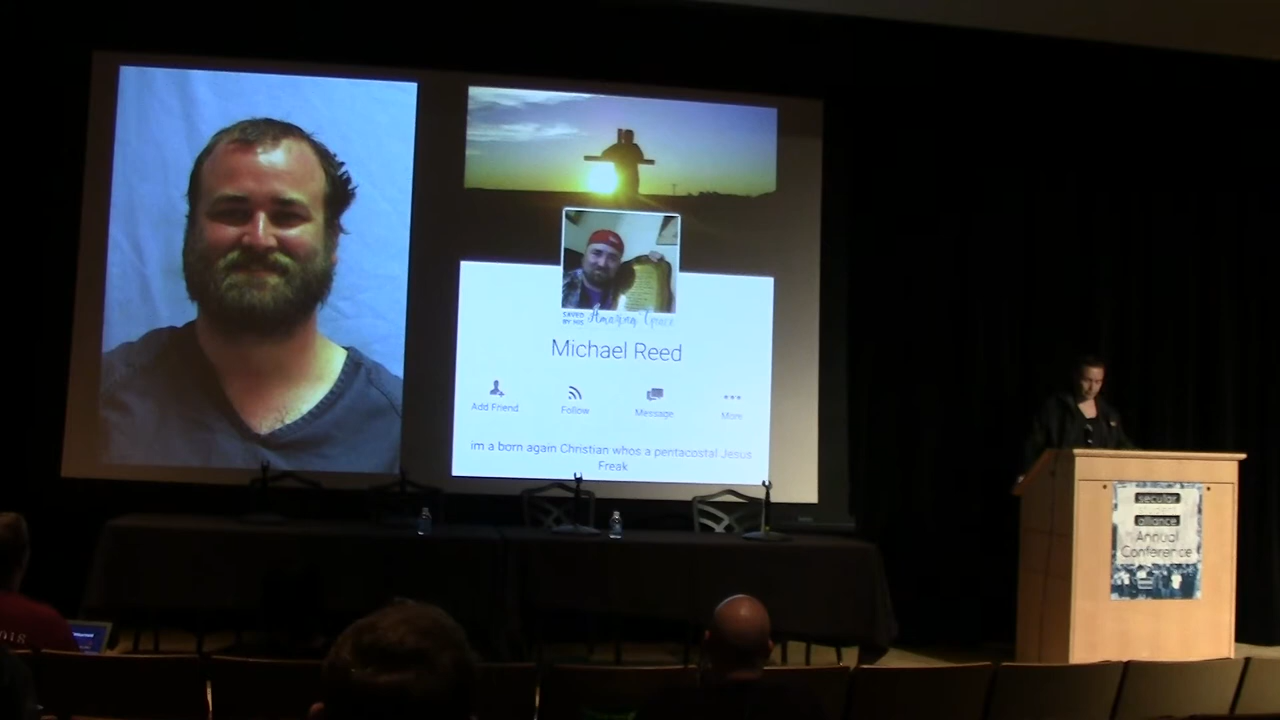 SAVED
BY HIS
Amazing Grace
Michael Reed
Add Friend
Follow
Message
More
im a born again Christian whos a pentacostal Jesus
Freak
secular
student
alliance
Annual
Conference